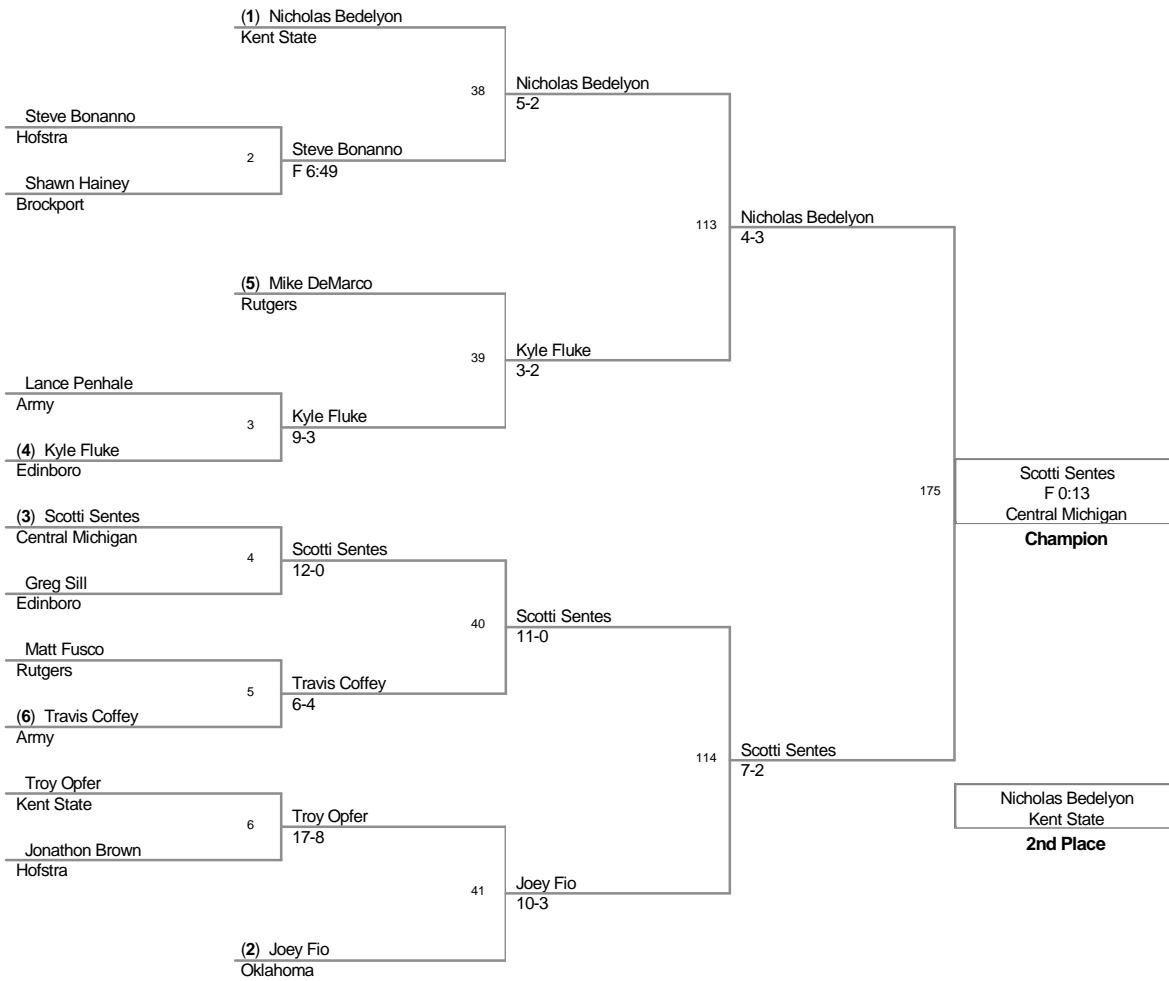 (1) Nicholas Bedelyon
Kent State
38
Nicholas Bedelyon
5-2
Steve Bonanno
Hofstra
2
Steve Bonanno
F 6:49
Shawn Hainey
Brockport
113
Nicholas Bedelyon
4-3
(5) Mike DeMarco
Rutgers
39
Kyle Fluke
3-2
Lance Penhale
Army
3
Kyle Fluke
9-3
(4) Kyle Fluke
Edinboro
175
Scotti Sentes
F 0:13
Central Michigan
Champion
(3) Scotti Sentes
Central Michigan
4
Scotti Sentes
12-0
Greg Sill
Edinboro
40
Scotti Sentes
11-0
Matt Fusco
Rutgers
5
Travis Coffey
6-4
(6) Travis Coffey
Army
114
Scotti Sentes
7-2
Troy Opfer
Kent State
6
Troy Opfer
17-8
Jonathon Brown
Hofstra
Nicholas Bedelyon
Kent State
2nd Place
41
Joey Fio
10-3
(2) Joey Fio
Oklahoma